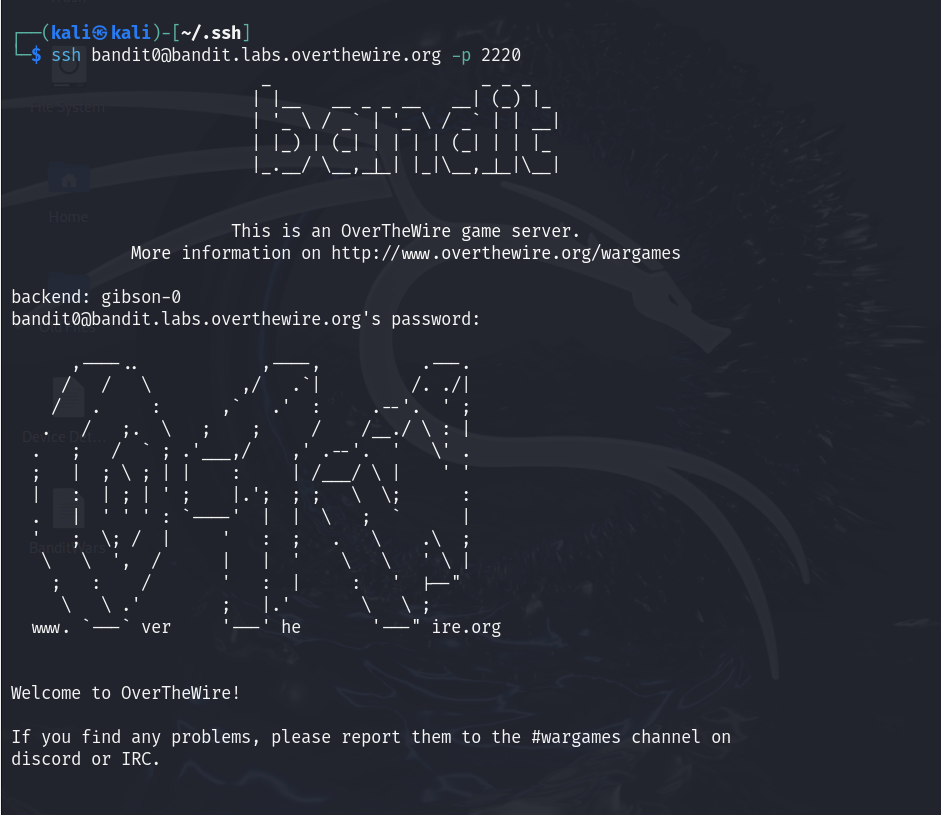 ┌──(kali㉿kali)-[~/.ssh]
└─$ ssh bandit0@bandit.labs.overthewire.org -p 2220
bandit
This is an OverTheWire game server.
More information on http://www.overthewire.org/wargames
backend: gibson-0
bandit0@bandit.labs.overthewire.org's password:
www. ver he ire.org
Welcome to OverTheWire!
If you find any problems, please report them to the #wargames channel on
discord or IRC.
File System
Home